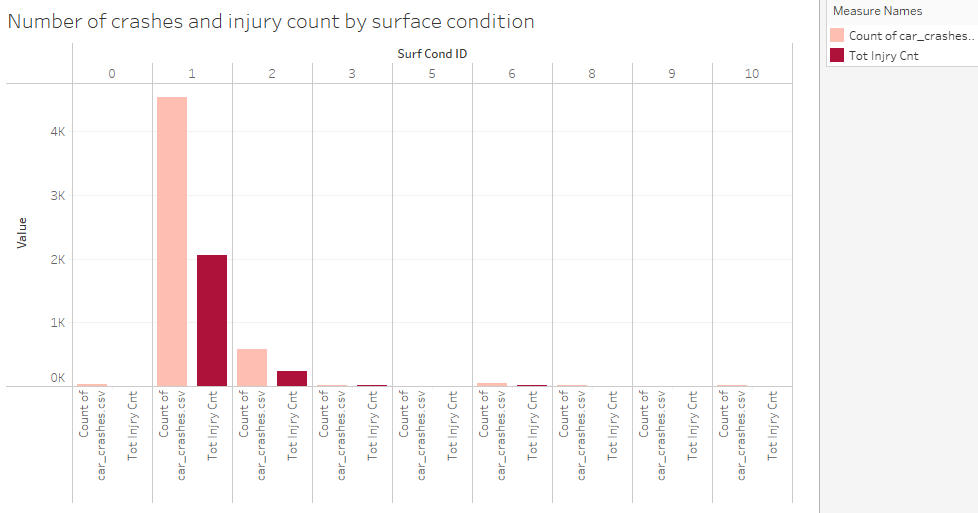 Number of crashes and injury count by surface condition
Surf Cond ID
0 1 2 3 5 6 8 9 10
Value
4K
3K
2K
1K
0K
Count of
car_crashes.csv
Tot Injry Cnt
Count of
car_crashes.csv
Tot Injry Cnt
Count of
car_crashes.csv
Tot Injry Cnt
Count of
car_crashes.csv
Tot Injry Cnt
Count of
car_crashes.csv
Tot Injry Cnt
Count of
car_crashes.csv
Tot Injry Cnt
Count of
car_crashes.csv
Tot Injry Cnt
Count of
car_crashes.csv
Tot Injry Cnt
Count of
car_crashes.csv
Tot Injry Cnt
Measure Names
Count of car_crashes..
Tot Injry Cnt